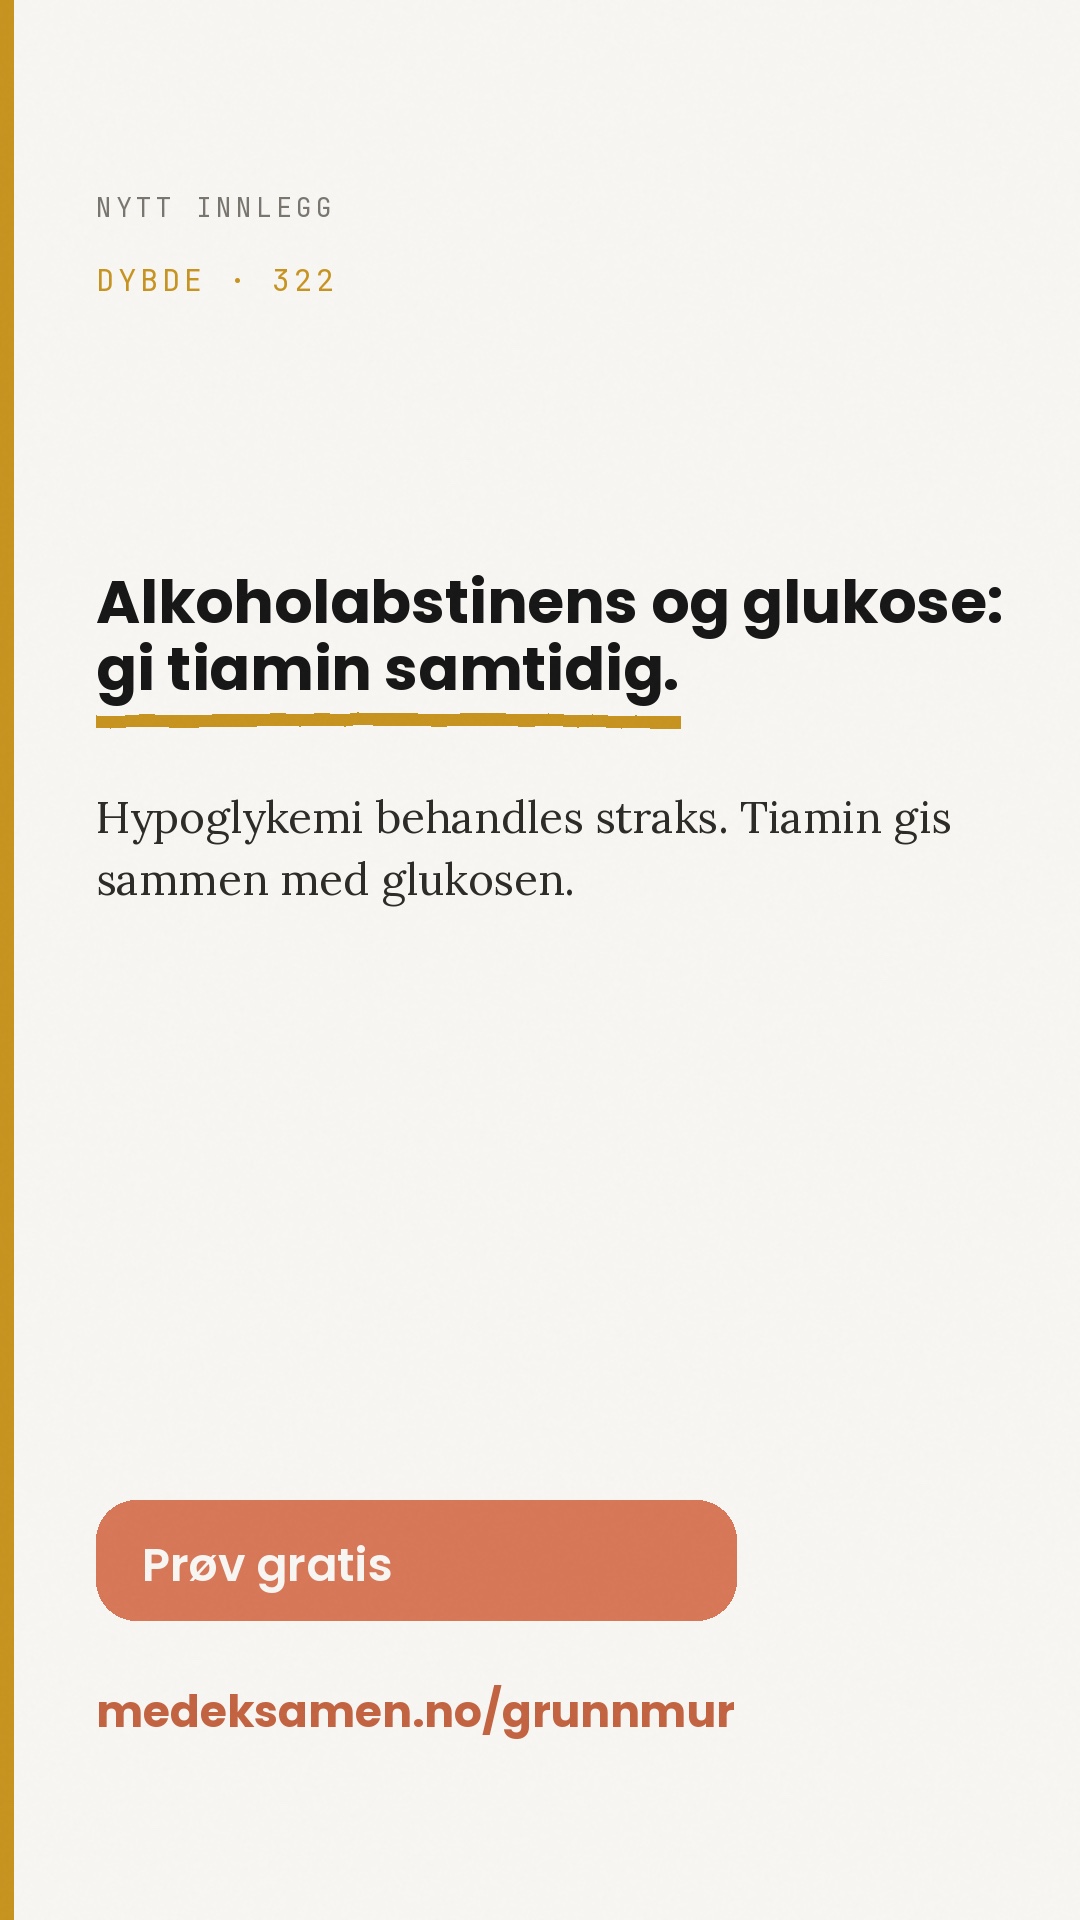 NYTT INNLEGG
DYBDE · 322
Alkoholabstinens og glukose:
gi tiamin samtidig.
Hypoglykemi behandles straks. Tiamin gis
sammen med glukosen.
Prøv gratis
medeksamen.no/grunnmur